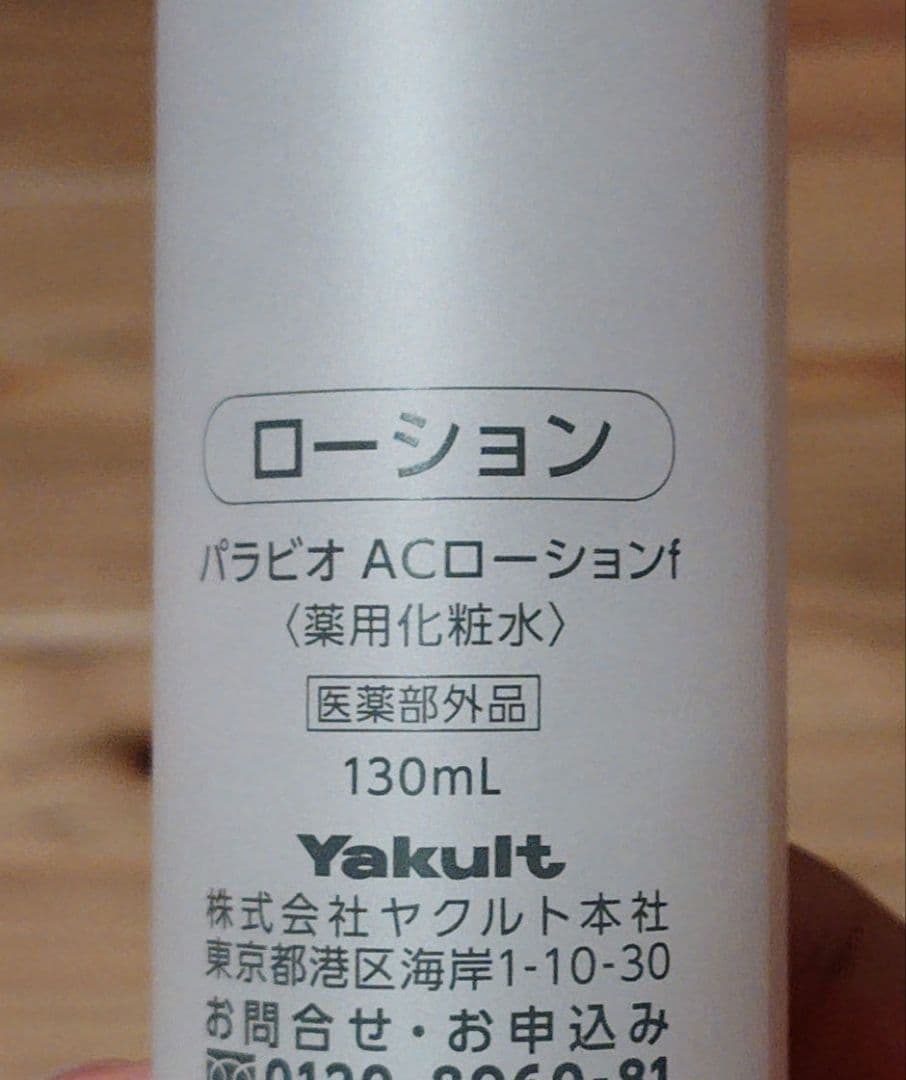 ローション
パラビオ ACローションf
〈薬用化粧水〉
医薬部外品
130mL
Yakult
株式会社ヤクルト本社
東京都港区海岸1-10-30
お問合せ・お申込み
0120-8960-81